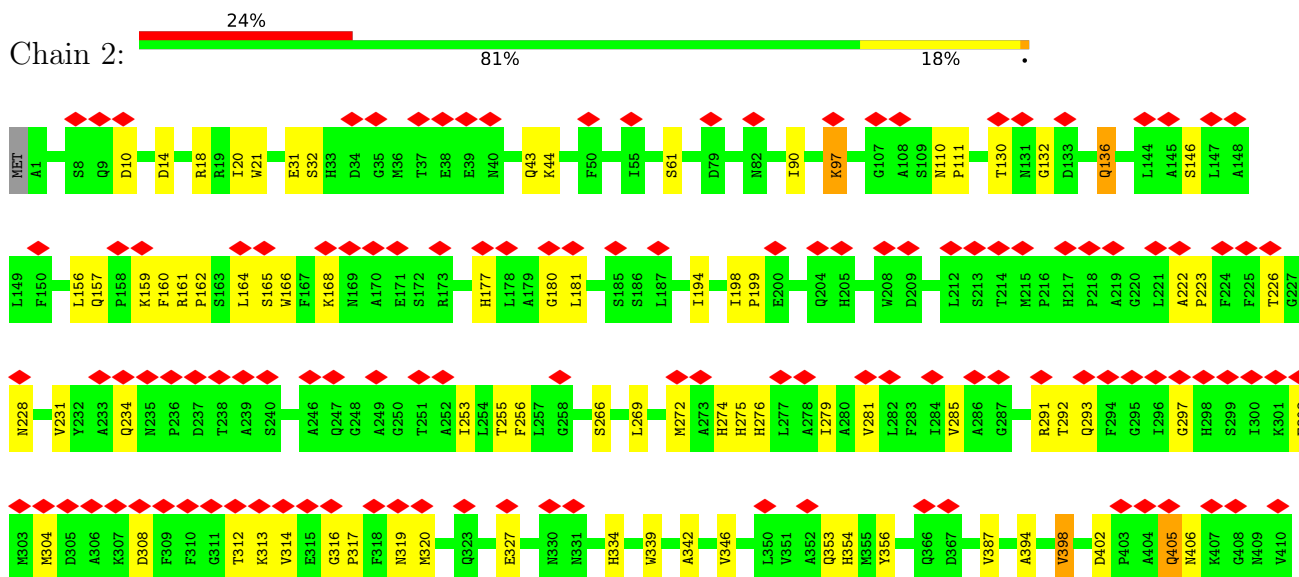 24%
Chain 2:
81% 18% •
MET A1 S8 Q9 D10 D14 R18 R19 I20 W21 E31 S32 H33 D34 G35 M36 T37 E38 E39 N40 Q43 K44 F50 I55 S61 D79 N82 I90 K97 G107 A108 S109 N110 P111 T130 N131 G132 D133 Q136 L144 A145 S146 L147 A148
L149 F150 L156 Q157 P158 K159 F160 R161 P162 S163 L164 S165 W166 F167 K168 N169 A170 E171 S172 R173 H177 L178 A179 G180 L181 S185 S186 L187 I194 I198 P199 E200 Q204 H205 W208 D209 L212 S213 T214 M215 P216 H217 P218 A219 G220 L221 A222 P223 F224 F225 T226 G227
N228 V231 Y232 A233 Q234 N235 P236 D237 T238 A239 S240 A246 Q247 G248 A249 G250 T251 A252 I253 L254 T255 F256 L257 G258 S266 L269 M272 A273 H274 H275 H276 L277 A278 I279 A280 V281 L282 F283 I284 V285 A286 G287 R291 T292 Q293 F294 G295 I296 G297 H298 S299 I300 K301
M303 M304 D305 A306 K307 D308 F309 F310 G311 T312 K313 V314 E315 G316 P317 F318 N319 M320 Q323 E327 N330 N331 H334 W339 A342 V346 L350 V351 A352 Q353 H354 M355 Y356 Q366 D367 V387 A394 V398 D402 P403 A404 Q405 N406 K407 G408 N409 V410